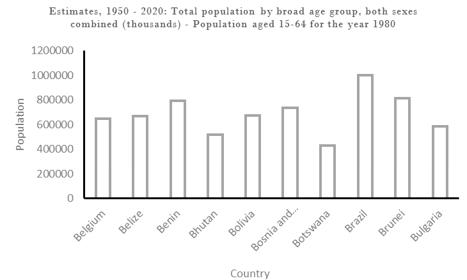 Estimates, 1950 - 2020: Total population by broad age group, both sexes
combined (thousands) - Population aged 15-64 for the year 1980
1200000
1000000
800000
600000
400000
200000
0
Population
Belgium
Belize
Benin
Bhutan
Bolivia
Bosnia and...
Botswana
Brazil
Brunei
Bulgaria
Country